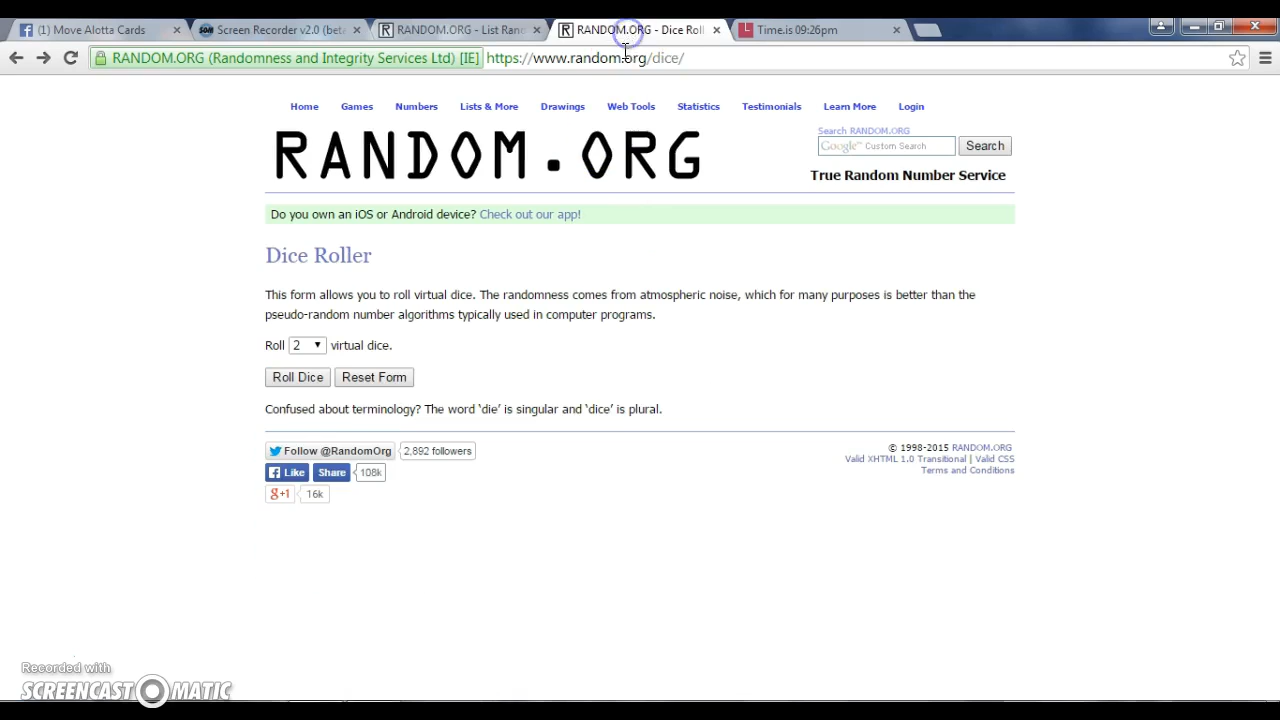 (1) Move Alotta Cards
Screen Recorder v2.0 (beta
RANDOM.ORG - List Rand
RANDOM.ORG - Dice Roll
Time.is 09:26pm
RANDOM.ORG (Randomness and Integrity Services Ltd) [IE] https://www.random.org/dice/
Home Games Numbers Lists & More Drawings Web Tools Statistics Testimonials Learn More Login
RANDOM.ORG
Search RANDOM.ORG
Google Custom Search Search
True Random Number Service
Do you own an iOS or Android device? Check out our app!
Dice Roller
This form allows you to roll virtual dice. The randomness comes from atmospheric noise, which for many purposes is better than the
pseudo-random number algorithms typically used in computer programs.
Roll 2 virtual dice.
Roll Dice Reset Form
Confused about terminology? The word ‘die’ is singular and ‘dice’ is plural.
Follow @RandomOrg 2,892 followers
Like Share 108k
g+1 16k
© 1998-2015 RANDOM.ORG
Valid XHTML 1.0 Transitional | Valid CSS
Terms and Conditions
Recorded with
SCREENCAST-O-MATIC